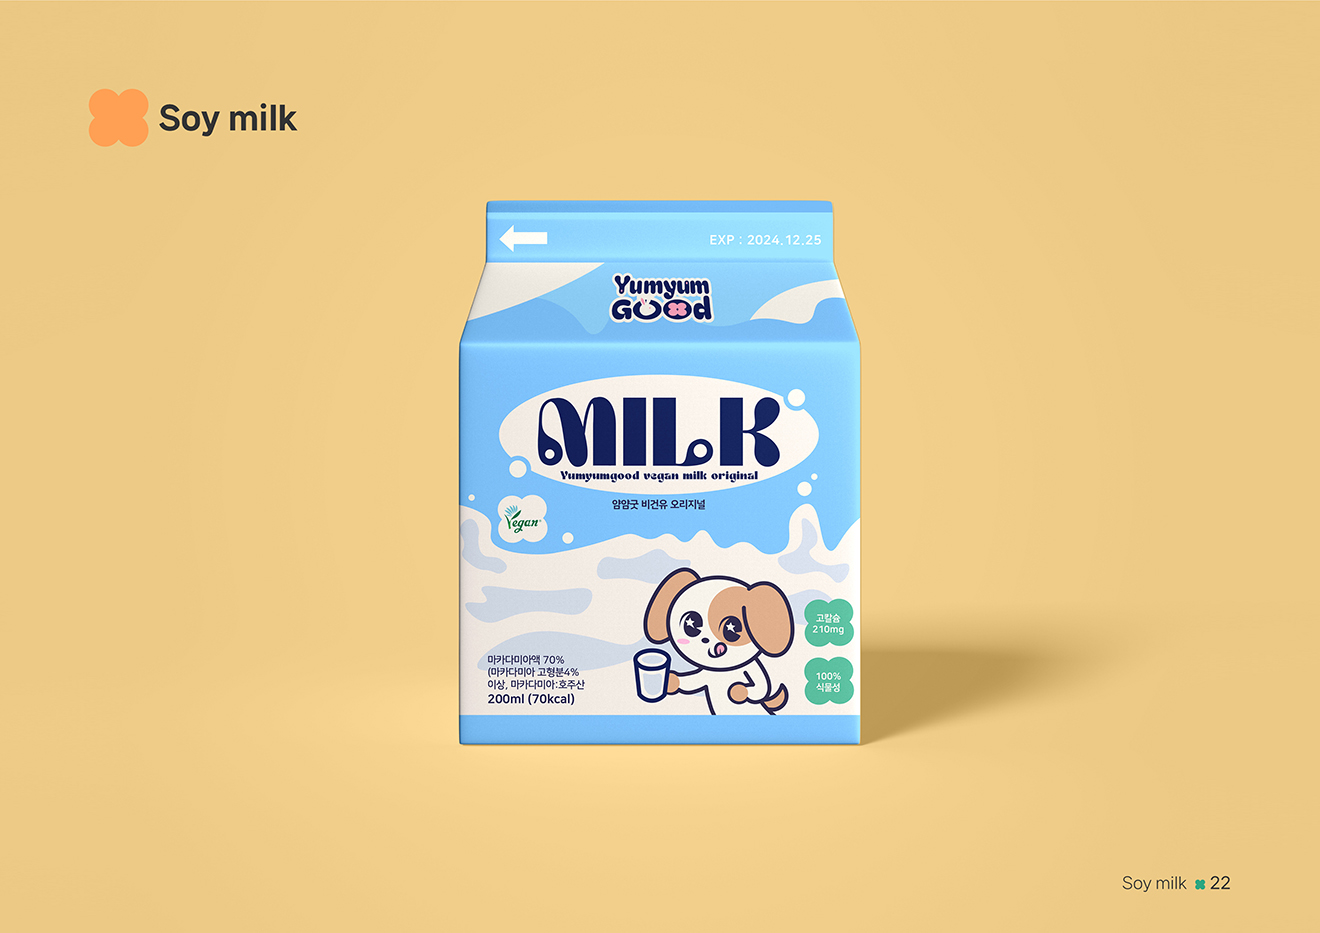 Soy milk
EXP : 2024.12.25
Yumyum
Good
MILK
Yumyumgood vegan milk original
얌얌굿 비건유 오리지널
Vegan
고칼슘
210mg
마카다미아액 70%
(마카다미아 고형분4%
이상, 마카다미아:호주산
200ml (70kcal)
100%
식물성
Soy milk 22